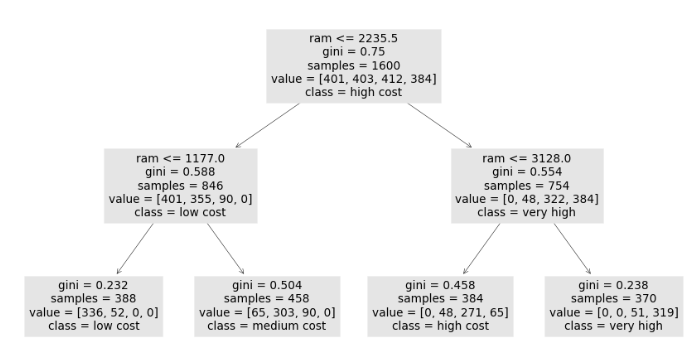 ram <= 2235.5
gini = 0.75
samples = 1600
value = [401, 403, 412, 384]
class = high cost
ram <= 1177.0
gini = 0.588
samples = 846
value = [401, 355, 90, 0]
class = low cost
ram <= 3128.0
gini = 0.554
samples = 754
value = [0, 48, 322, 384]
class = very high
gini = 0.232
samples = 388
value = [336, 52, 0, 0]
class = low cost
gini = 0.504
samples = 458
value = [65, 303, 90, 0]
class = medium cost
gini = 0.458
samples = 384
value = [0, 48, 271, 65]
class = high cost
gini = 0.238
samples = 370
value = [0, 0, 51, 319]
class = very high